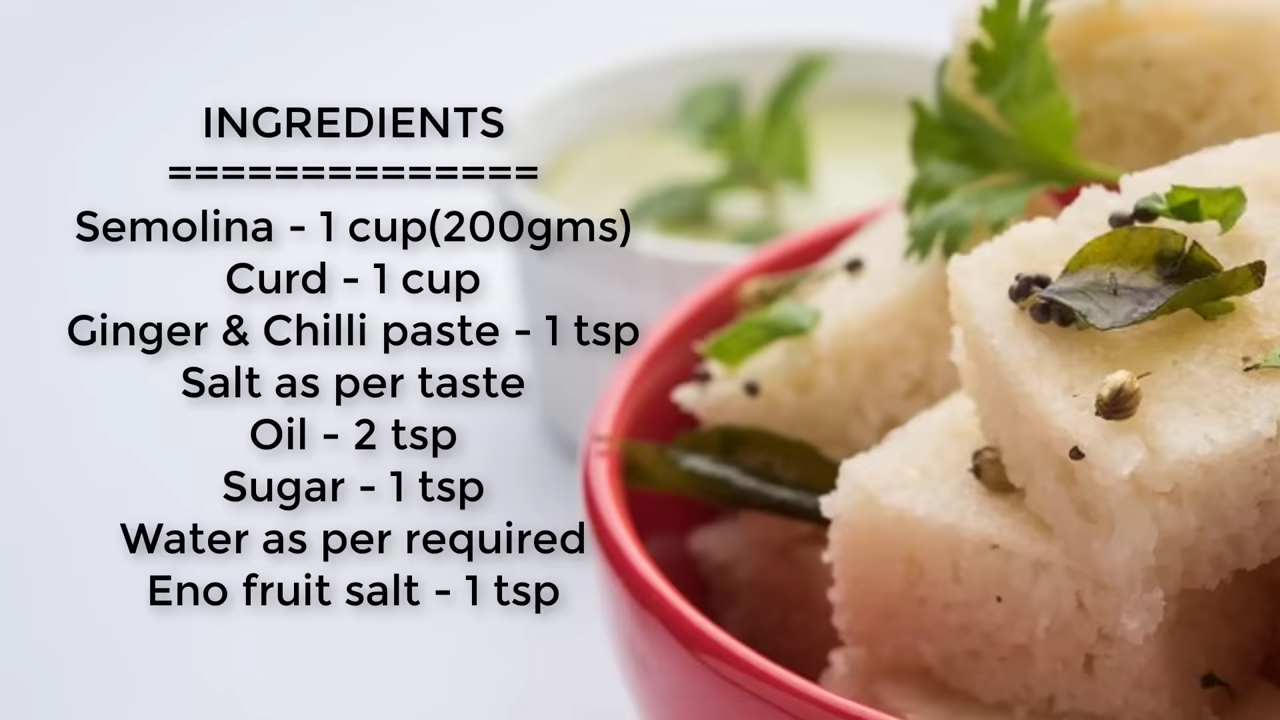 INGREDIENTS
==============
Semolina - 1 cup(200gms)
Curd - 1 cup
Ginger & Chilli paste - 1 tsp
Salt as per taste
Oil - 2 tsp
Sugar - 1 tsp
Water as per required
Eno fruit salt - 1 tsp